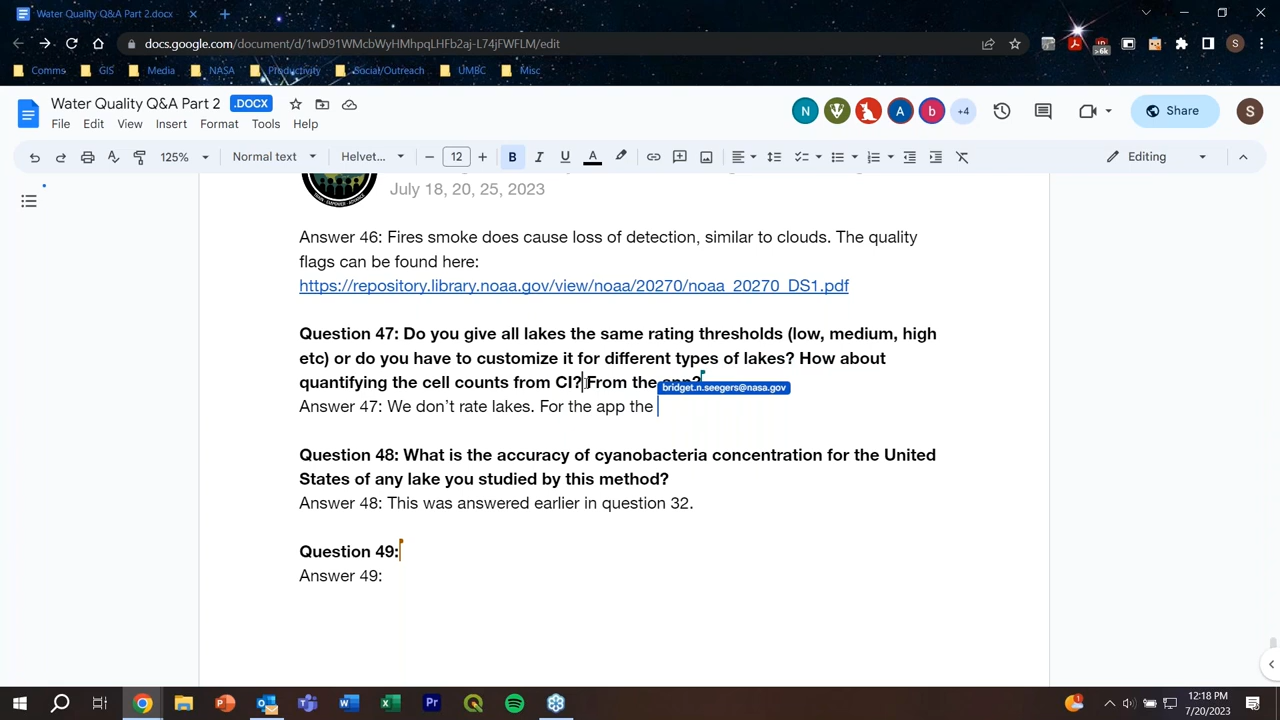 Water Quality Q&A Part 2.docx
docs.google.com/document/d/1wD91WMcbWyHMhpqLHFb2aj-L74jFWFLM/edit
S
Comms GIS Media NASA Productivity Social/Outreach UMBC Misc
Water Quality Q&A Part 2 .DOCX
N A b +4 Share S
File Edit View Insert Format Tools Help
125% Normal text Helvet... 12 B I U A Editing
July 18, 20, 25, 2023
Answer 46: Fires smoke does cause loss of detection, similar to clouds. The quality
flags can be found here:
https://repository.library.noaa.gov/view/noaa/20270/noaa_20270_DS1.pdf
Question 47: Do you give all lakes the same rating thresholds (low, medium, high
etc) or do you have to customize it for different types of lakes? How about
quantifying the cell counts from CI? From the app?
bridget.n.seegers@nasa.gov
Answer 47: We don’t rate lakes. For the app the
Question 48: What is the accuracy of cyanobacteria concentration for the United
States of any lake you studied by this method?
Answer 48: This was answered earlier in question 32.
Question 49:
Answer 49:
12:18 PM
7/20/2023